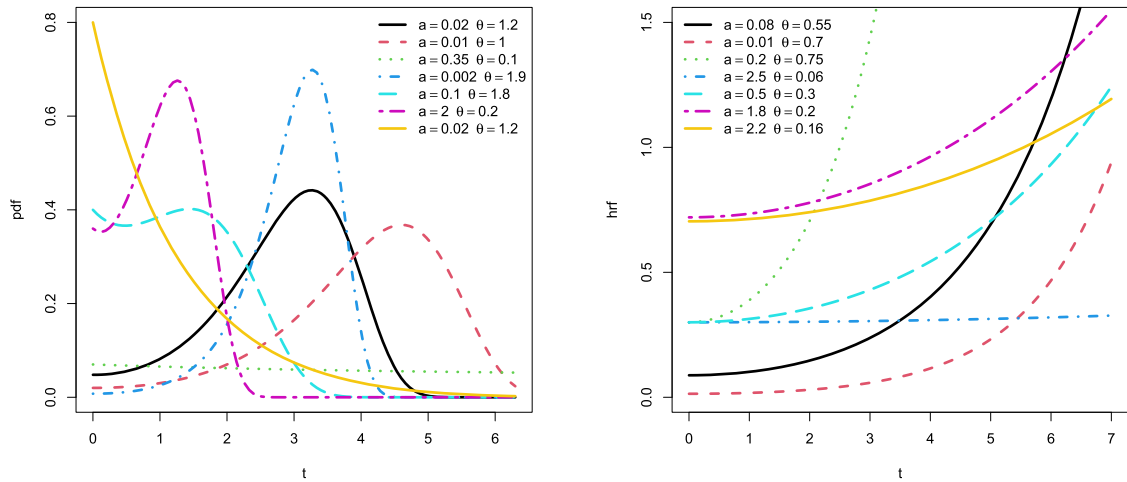 0.8
0.6
0.4
0.2
0.0
pdf
a = 0.02 θ = 1.2
a = 0.01 θ = 1
a = 0.35 θ = 0.1
a = 0.002 θ = 1.9
a = 0.1 θ = 1.8
a = 2 θ = 0.2
a = 0.02 θ = 1.2
0 1 2 3 4 5 6
t
1.5
1.0
0.5
0.0
hrf
a = 0.08 θ = 0.55
a = 0.01 θ = 0.7
a = 0.2 θ = 0.75
a = 2.5 θ = 0.06
a = 0.5 θ = 0.3
a = 1.8 θ = 0.2
a = 2.2 θ = 0.16
0 1 2 3 4 5 6 7
t